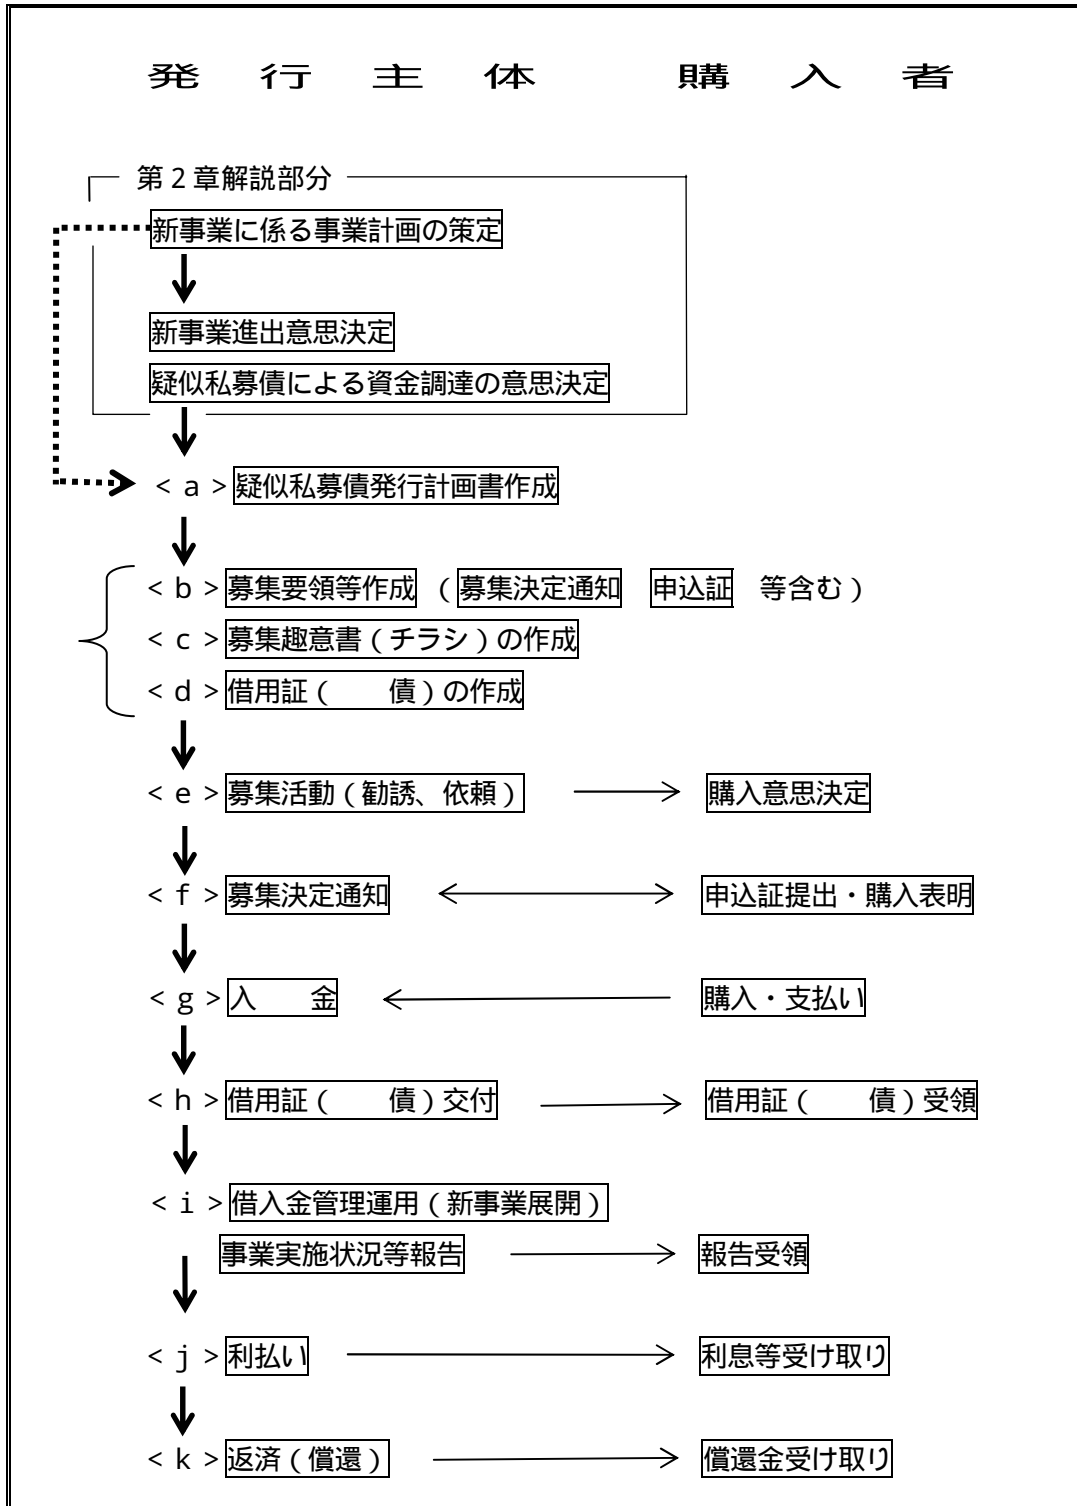 発行主体　購入者
第２章解説部分
新事業に係る事業計画の策定
新事業進出意思決定
疑似私募債による資金調達の意思決定
＜ａ＞疑似私募債発行計画書作成
＜ｂ＞募集要領等作成（募集決定通知　申込証　等含む）
＜ｃ＞募集趣意書（チラシ）の作成
＜ｄ＞借用証（　　債）の作成
＜ｅ＞募集活動（勧誘、依頼）　購入意思決定
＜ｆ＞募集決定通知　申込証提出・購入表明
＜ｇ＞入　　金　購入・支払い
＜ｈ＞借用証（　　債）交付　借用証（　　債）受領
＜ｉ＞借入金管理運用（新事業展開）
事業実施状況等報告　報告受領
＜ｊ＞利払い　利息等受け取り
＜ｋ＞返済（償還）　償還金受け取り